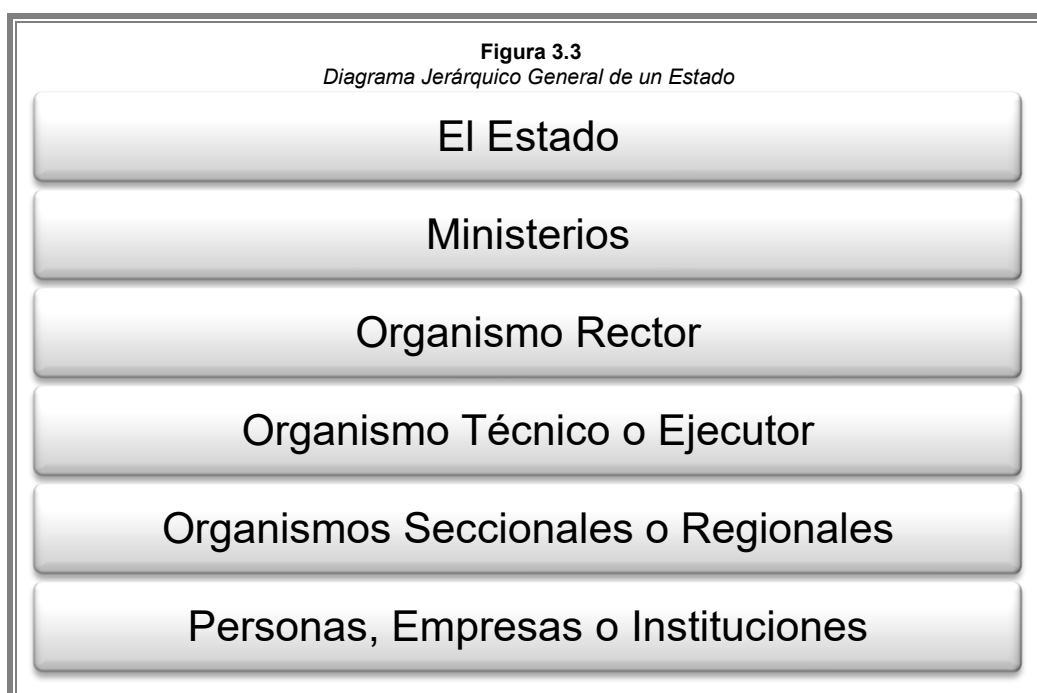 Figura 3.3
Diagrama Jerárquico General de un Estado
El Estado
Ministerios
Organismo Rector
Organismo Técnico o Ejecutor
Organismos Seccionales o Regionales
Personas, Empresas o Instituciones